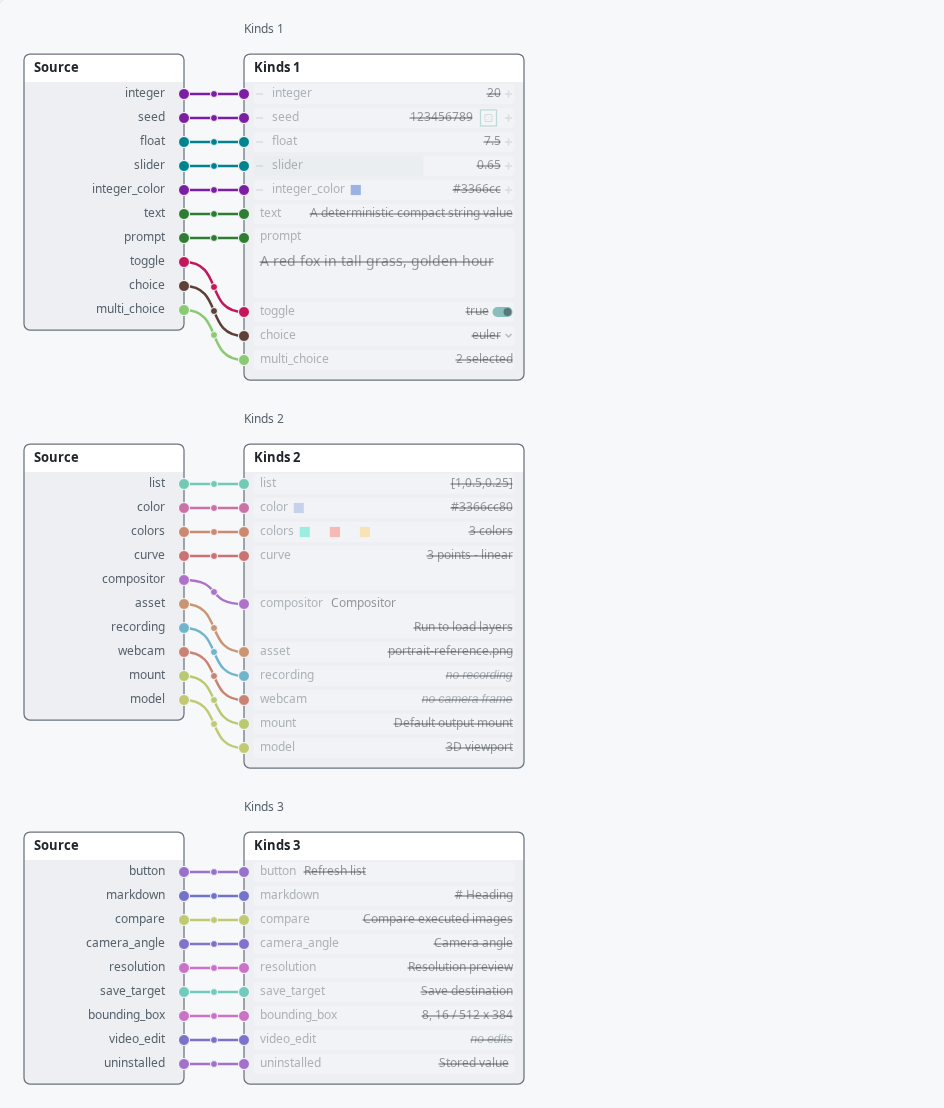 Kinds 1
Source
integer
seed
float
slider
integer_color
text
prompt
toggle
choice
multi_choice
Kinds 1
integer 20
seed 123456789
float 7.5
slider 0.65
integer_color #3366cc
text A deterministic compact string value
prompt
A red fox in tall grass, golden hour
toggle true
choice euler
multi_choice 2 selected
Kinds 2
Source
list
color
colors
curve
compositor
asset
recording
webcam
mount
model
Kinds 2
list [1,0.5,0.25]
color #3366cc80
colors 3 colors
curve 3 points - linear
compositor Compositor
Run to load layers
asset portrait-reference.png
recording no recording
webcam no camera frame
mount Default output mount
model 3D viewport
Kinds 3
Source
button
markdown
compare
camera_angle
resolution
save_target
bounding_box
video_edit
uninstalled
Kinds 3
button Refresh list
markdown # Heading
compare Compare executed images
camera_angle Camera angle
resolution Resolution preview
save_target Save destination
bounding_box 8, 16 / 512 x 384
video_edit no edits
uninstalled Stored value